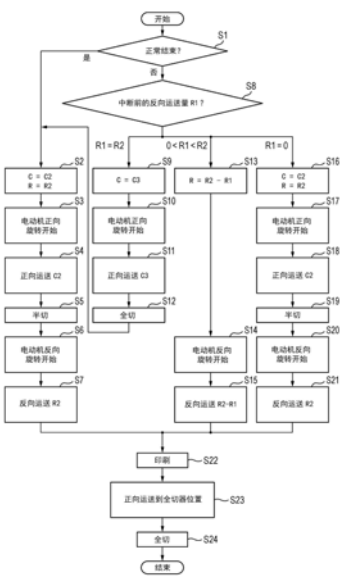 开始
S1
正常结束?
是
否
S8
中断前的反向运送量 R1 ?
R1=R2
0<R1<R2
R1=0
S2
C = C2
R = R2
S9
C = C3
S13
R = R2 - R1
S16
C = C2
R = R2
S3
电动机正向
旋转开始
S10
电动机正向
旋转开始
S17
电动机正向
旋转开始
S4
正向运送 C2
S11
正向运送 C3
S18
正向运送 C2
S5
半切
S12
全切
S19
半切
S6
电动机反向
旋转开始
S14
电动机反向
旋转开始
S20
电动机反向
旋转开始
S7
反向运送 R2
S15
反向运送 R2-R1
S21
反向运送 R2
S22
印刷
S23
正向运送到全切器位置
S24
全切
结束